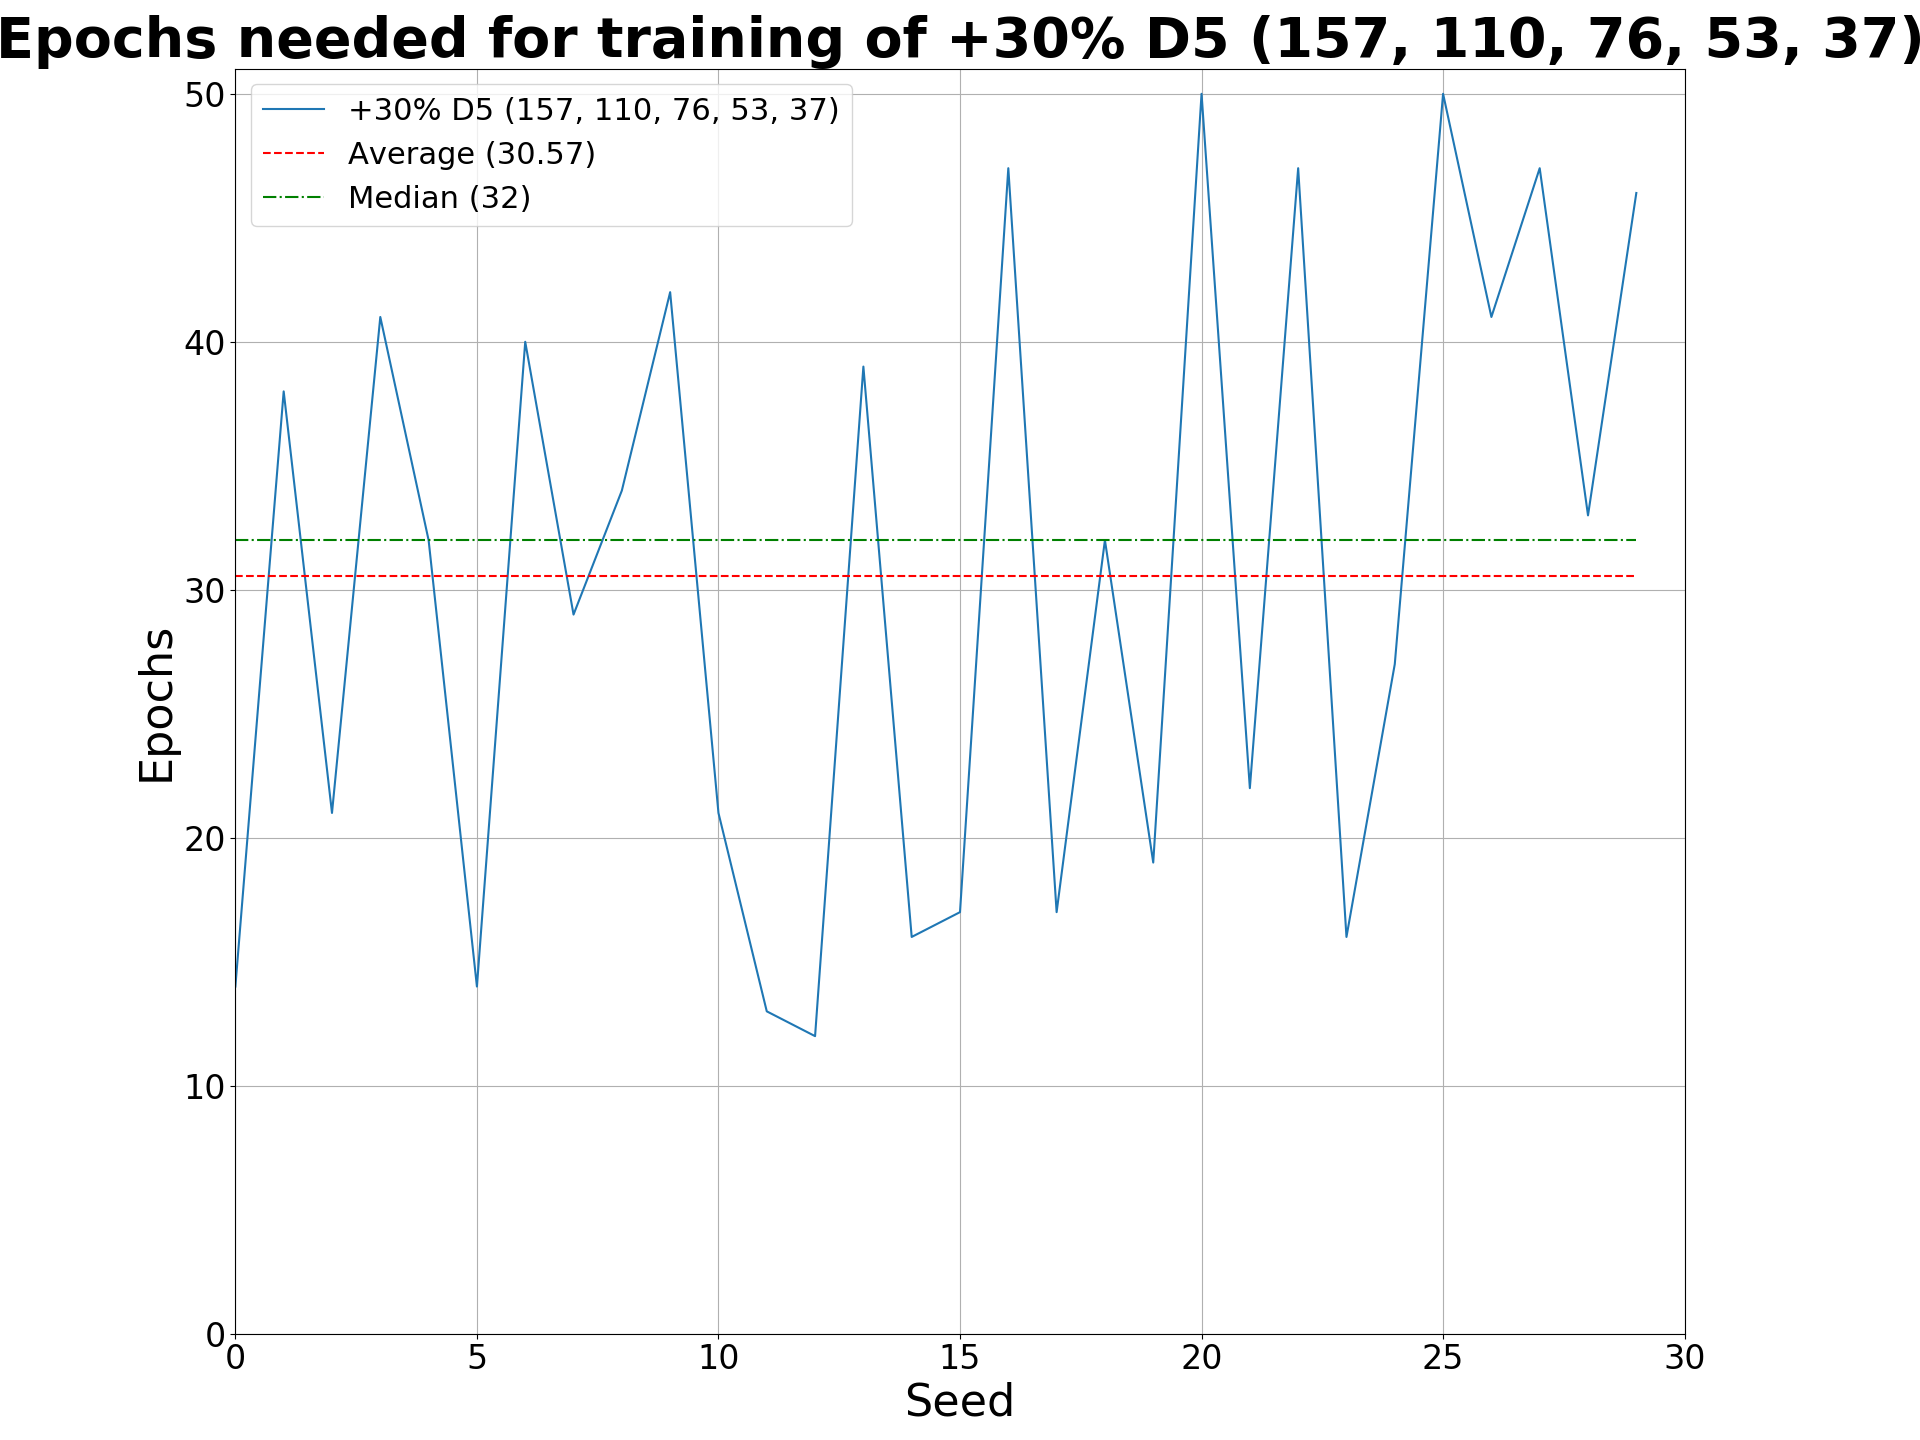 Epochs needed for training of +30% D5 (157, 110, 76, 53, 37)
+30% D5 (157, 110, 76, 53, 37)
Average (30.57)
Median (32)
50
40
30
20
10
0
Epochs
0 5 10 15 20 25 30
Seed